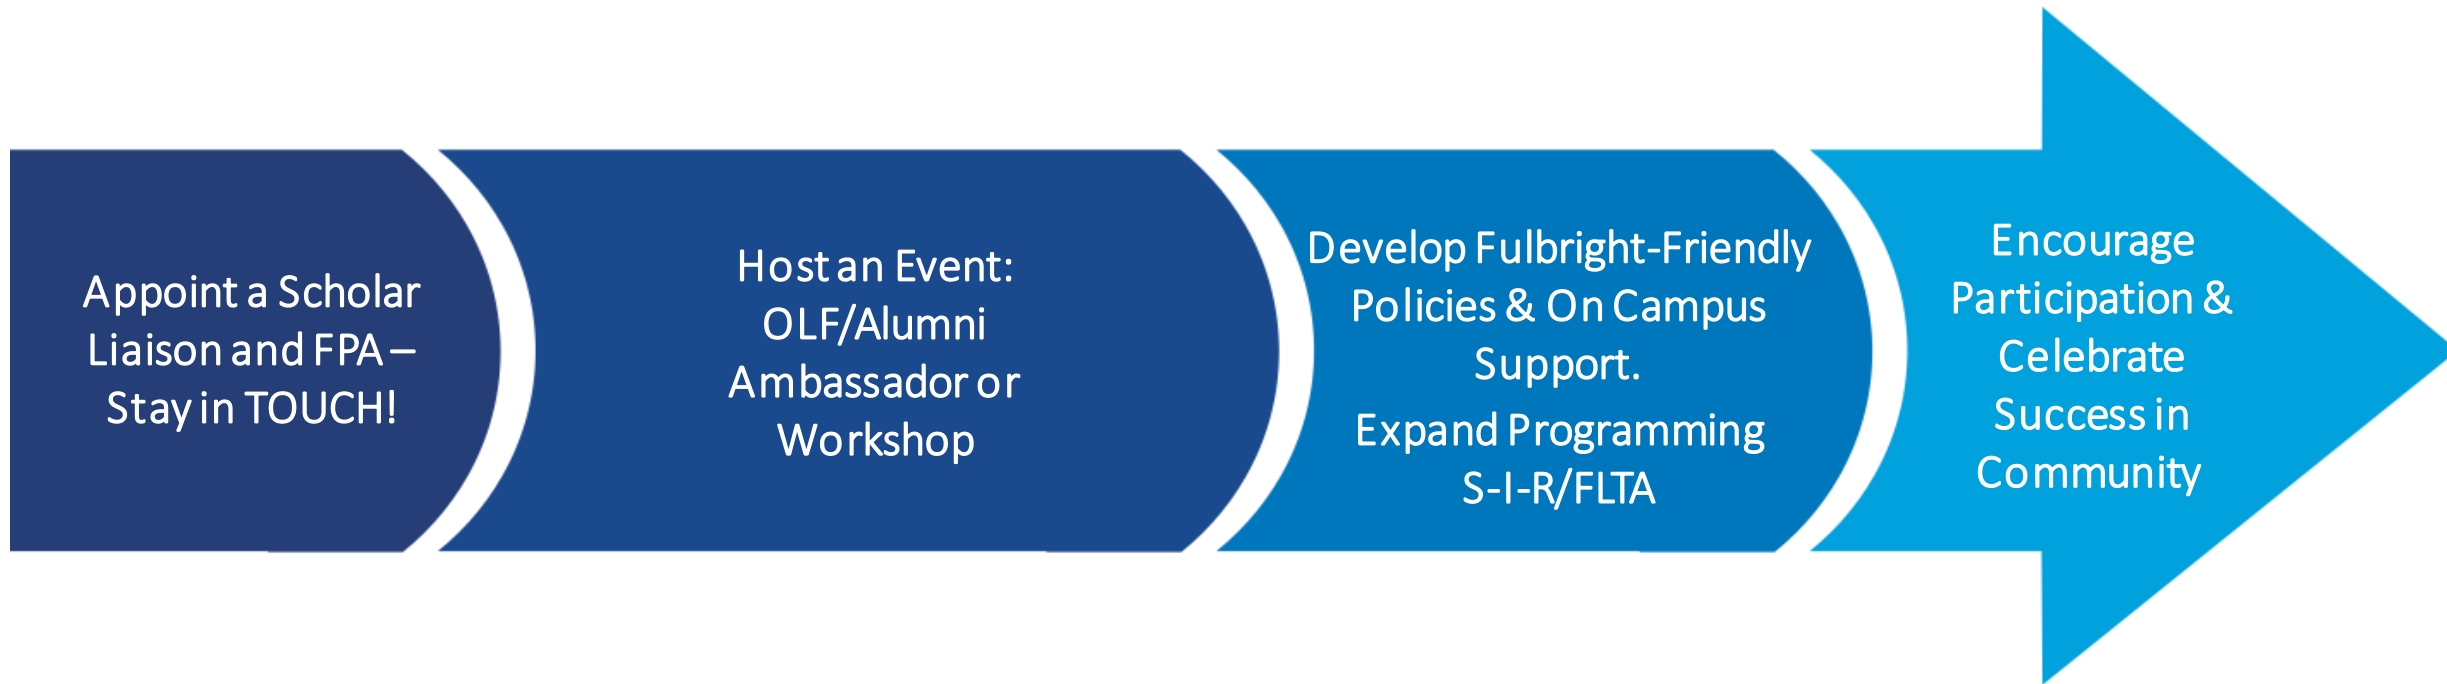 Appoint a Scholar
Liaison and FPA –
Stay in TOUCH!
Host an Event:
OLF/Alumni
Ambassador or
Workshop
Develop Fulbright-Friendly
Policies & On Campus
Support.
Expand Programming
S-I-R/FLTA
Encourage
Participation &
Celebrate
Success in
Community